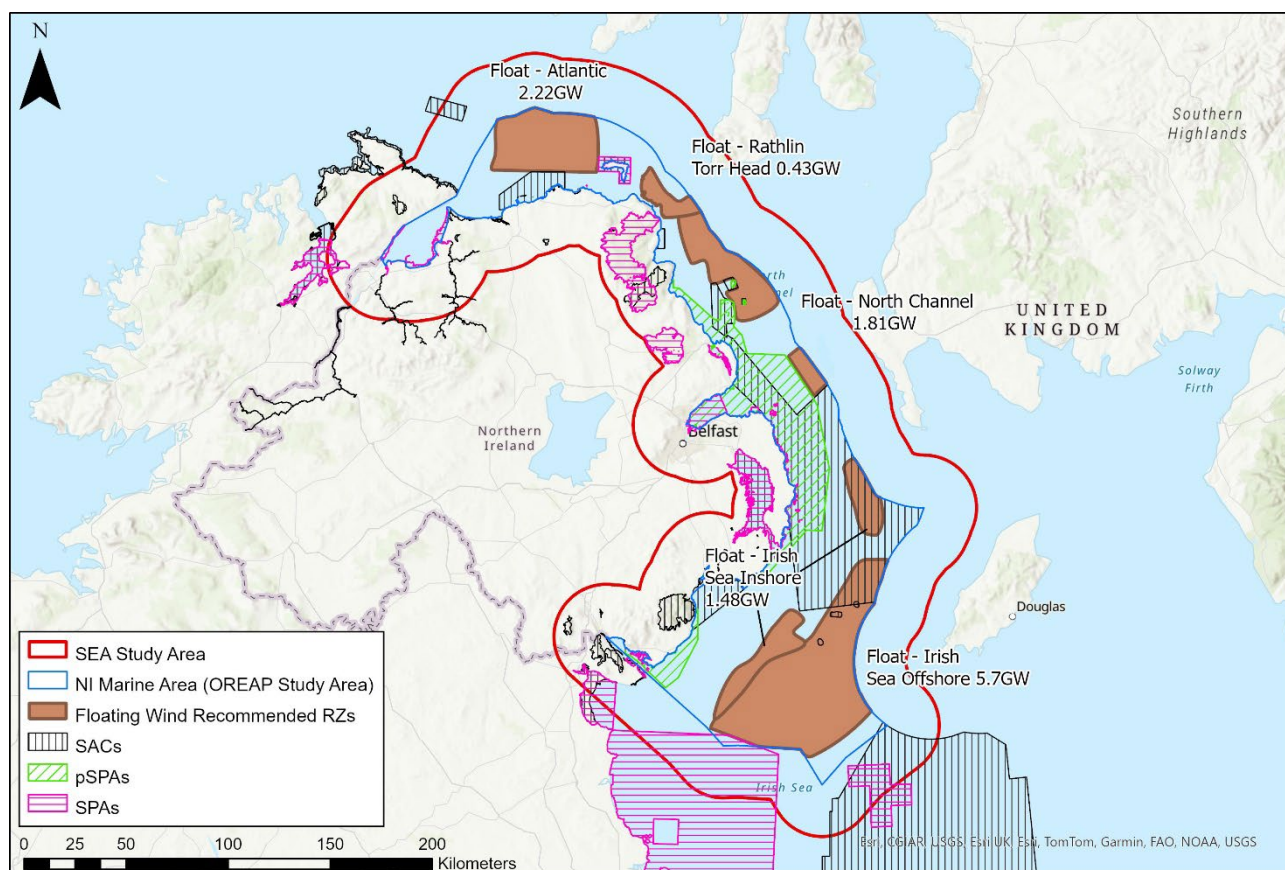 N
Float - Atlantic
2.22GW
Southern
Highlands
Float - Rathlin
Torr Head 0.43GW
Float - North Channel
1.81GW
UNITED
KINGDOM
Solway
Firth
Northern
Ireland
Belfast
Float - Irish
Sea Inshore
1.48GW
Douglas
Float - Irish
Sea Offshore 5.7GW
Irish Sea
SEA Study Area
NI Marine Area (OREAP Study Area)
Floating Wind Recommended RZs
SACs
pSPAs
SPAs
0 25 50 100 150 200
Kilometers
Esri, CGIAR, USGS, Esri UK, Esri, TomTom, Garmin, FAO, NOAA, USGS